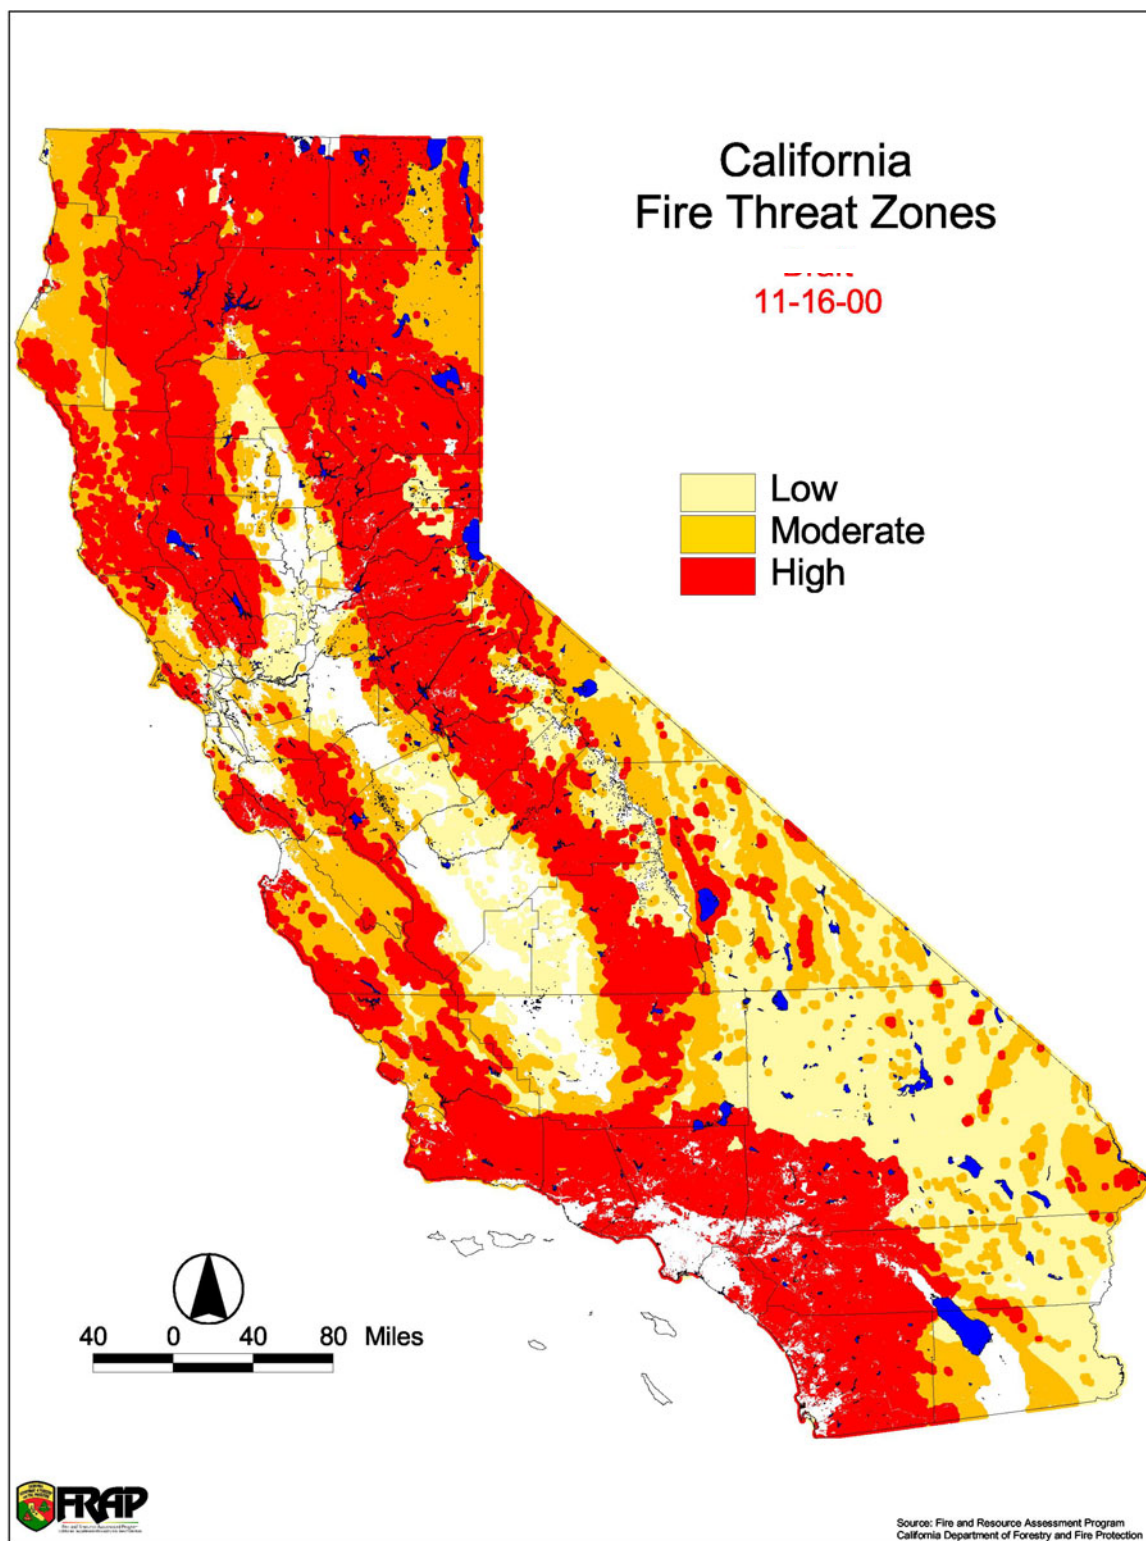 California
Fire Threat Zones
Draft
11-16-00
Low
Moderate
High
40 0 40 80 Miles
FRAP
Source: Fire and Resource Assessment Program
California Department of Forestry and Fire Protection